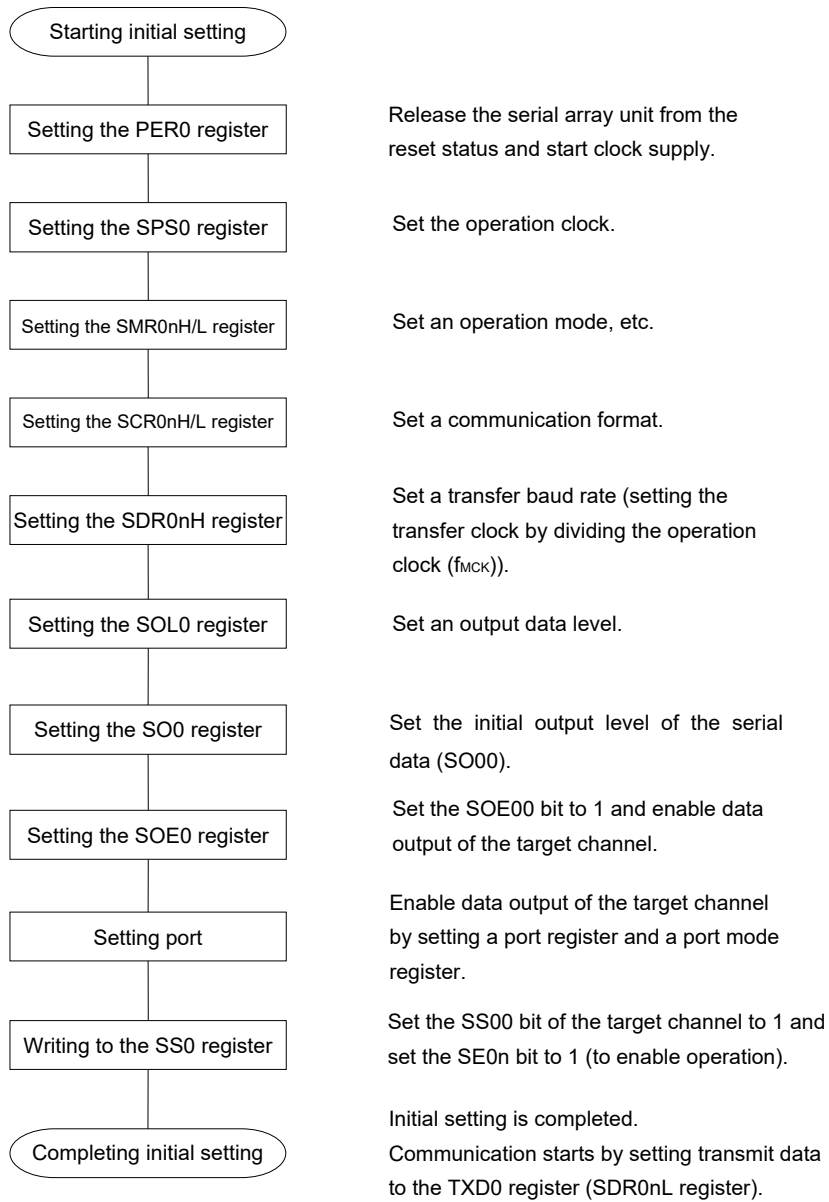 Starting initial setting
Setting the PER0 register
Release the serial array unit from the
reset status and start clock supply.
Setting the SPS0 register
Set the operation clock.
Setting the SMR0nH/L register
Set an operation mode, etc.
Setting the SCR0nH/L register
Set a communication format.
Setting the SDR0nH register
Set a transfer baud rate (setting the
transfer clock by dividing the operation
clock (fMCK)).
Setting the SOL0 register
Set an output data level.
Setting the SO0 register
Set the initial output level of the serial
data (SO00).
Setting the SOE0 register
Set the SOE00 bit to 1 and enable data
output of the target channel.
Setting port
Enable data output of the target channel
by setting a port register and a port mode
register.
Writing to the SS0 register
Set the SS00 bit of the target channel to 1 and
set the SE0n bit to 1 (to enable operation).
Completing initial setting
Initial setting is completed.
Communication starts by setting transmit data
to the TXD0 register (SDR0nL register).